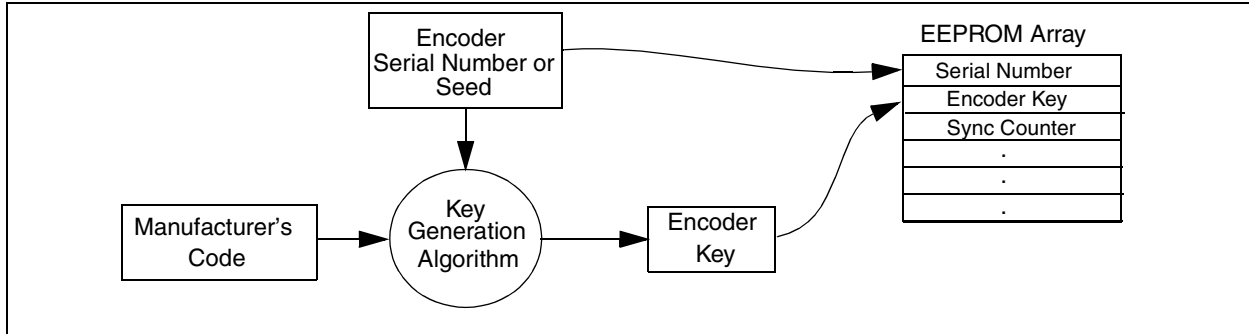 Encoder
Serial Number or
Seed
EEPROM Array
Serial Number
Encoder Key
Sync Counter
.
.
.
Manufacturer's
Code
Key
Generation
Algorithm
Encoder
Key